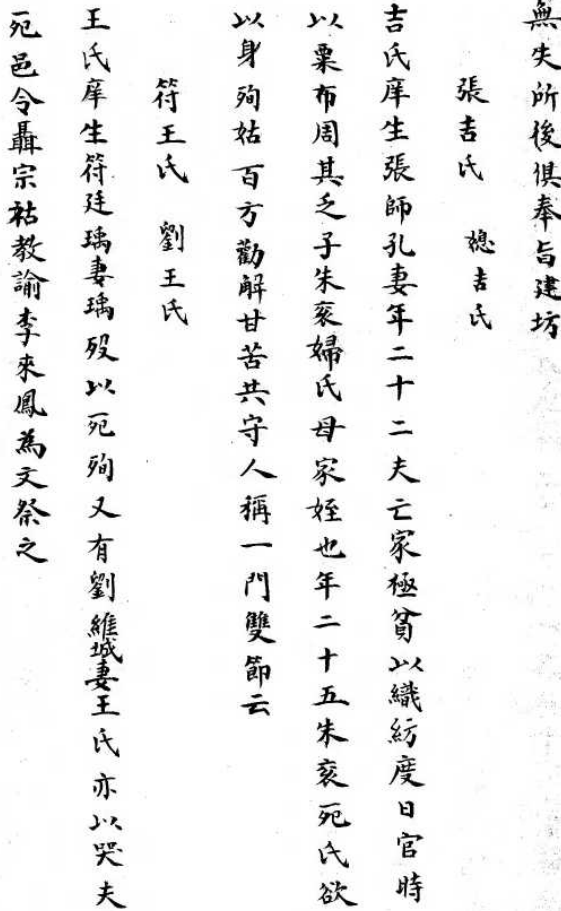 無失所後俱奉旨建坊
張吉氏　媳吉氏
吉氏庠生張師孔妻年二十二夫亡家極貧以織紡度日官時
以粟布周其乏子朱衮婦氏母家姪也年二十五朱衮死氏欲
以身殉姑百方勸解甘苦共守人稱一門雙節云
符王氏　劉王氏
王氏庠生符廷瑀妻瑀歿以死殉又有劉維城妻王氏亦以哭夫
死邑令聶宗祜教諭李來鳳為文祭之